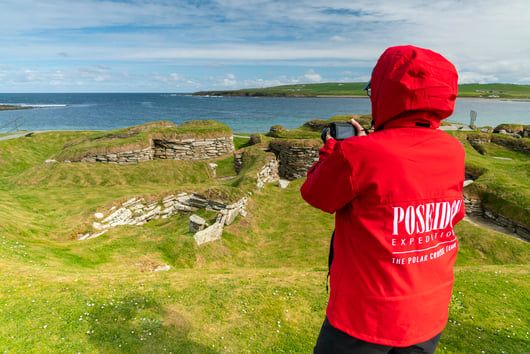 POSEIDON
EXPEDITIONS
THE POLAR CRUISE